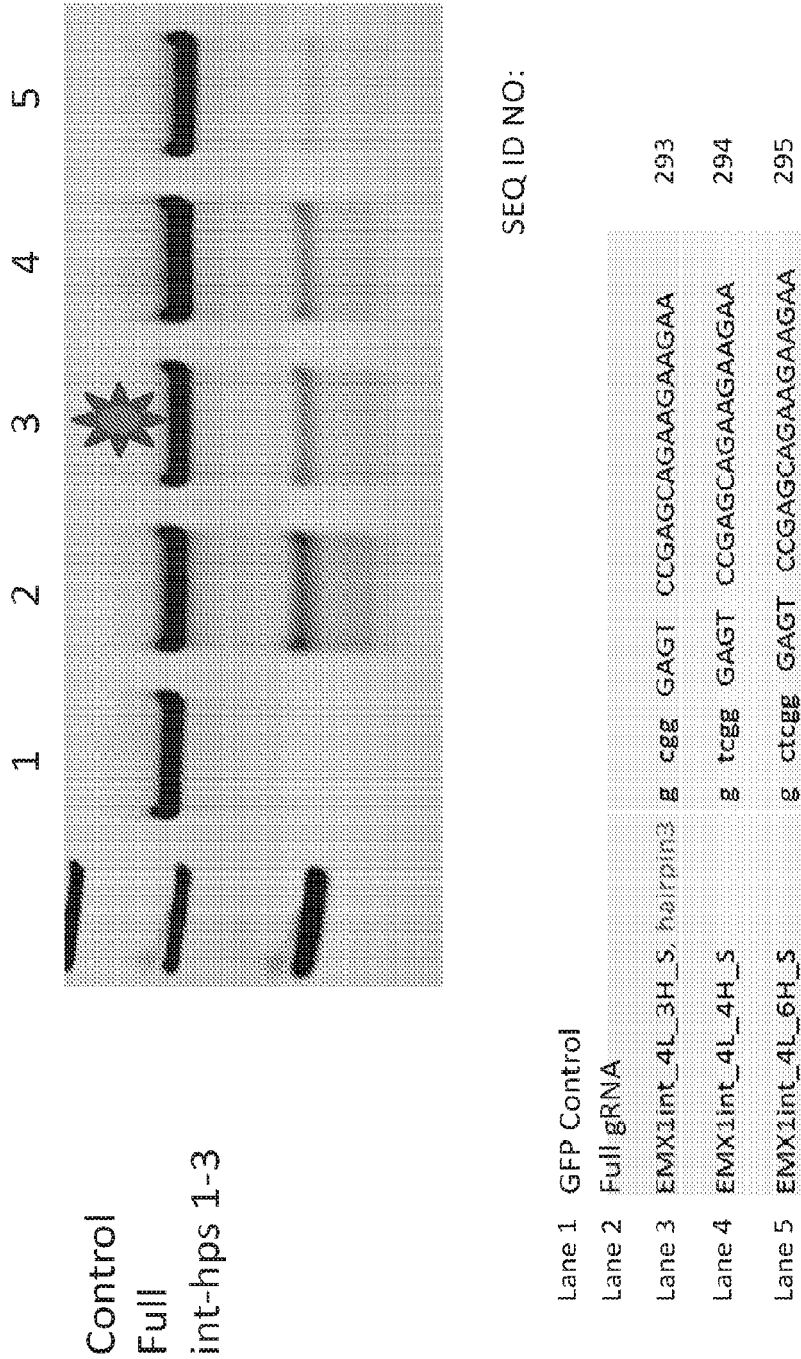 Control
Full
int-hps 1-3
1 2 3 4 5
SEQ ID NO:
Lane 1 GFP Control
Lane 2 Full gRNA
Lane 3 EMX1int_4L_3H_S, hairpin3 g cgg GAGT CCGAGCAGAAGAAGAA 293
Lane 4 EMX1int_4L_4H_S g tcgg GAGT CCGAGCAGAAGAAGAA 294
Lane 5 EMX1int_4L_6H_S g ctcgg GAGT CCGAGCAGAAGAAGAA 295